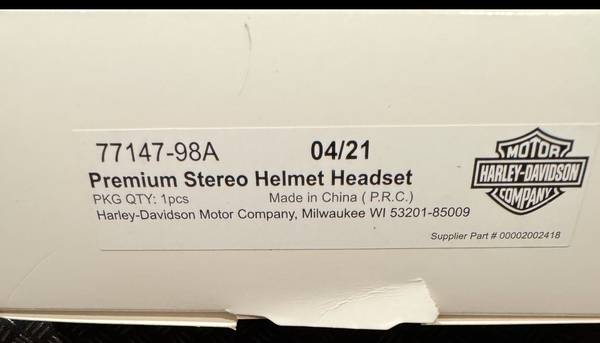 77147-98A 04/21
Premium Stereo Helmet Headset
PKG QTY: 1pcs Made in China ( P.R.C.)
Harley-Davidson Motor Company, Milwaukee WI 53201-85009
Supplier Part # 00002002418
MOTOR
HARLEY-DAVIDSON
COMPANY